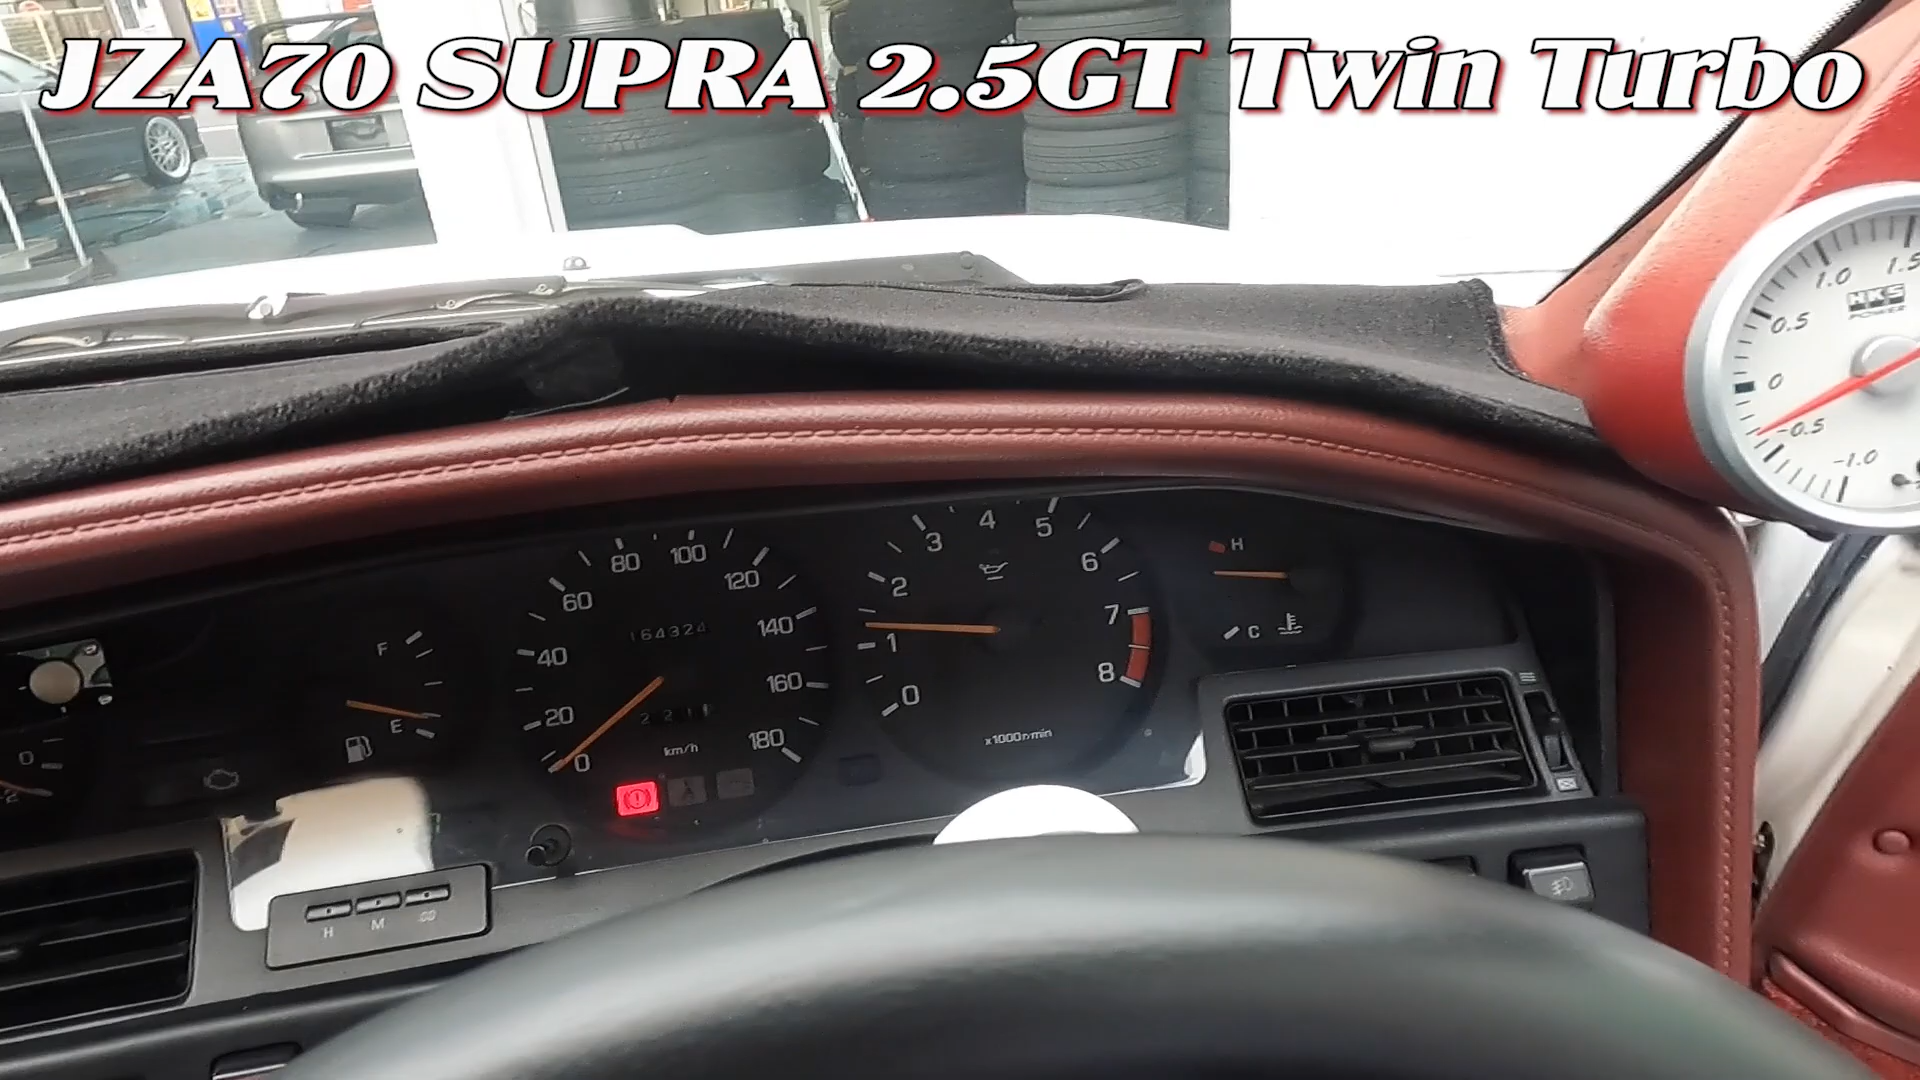 JZA70 SUPRA 2.5GT Twin Turbo
1.0 1.5
HKS
POWER
0.5
0
-0.5
-1.0
80 100
60 120
40 140
20 160
0 180
164324
km/h
0 1 2 3 4 5 6 7 8
x1000r/min
H
C
F
E
0
H M